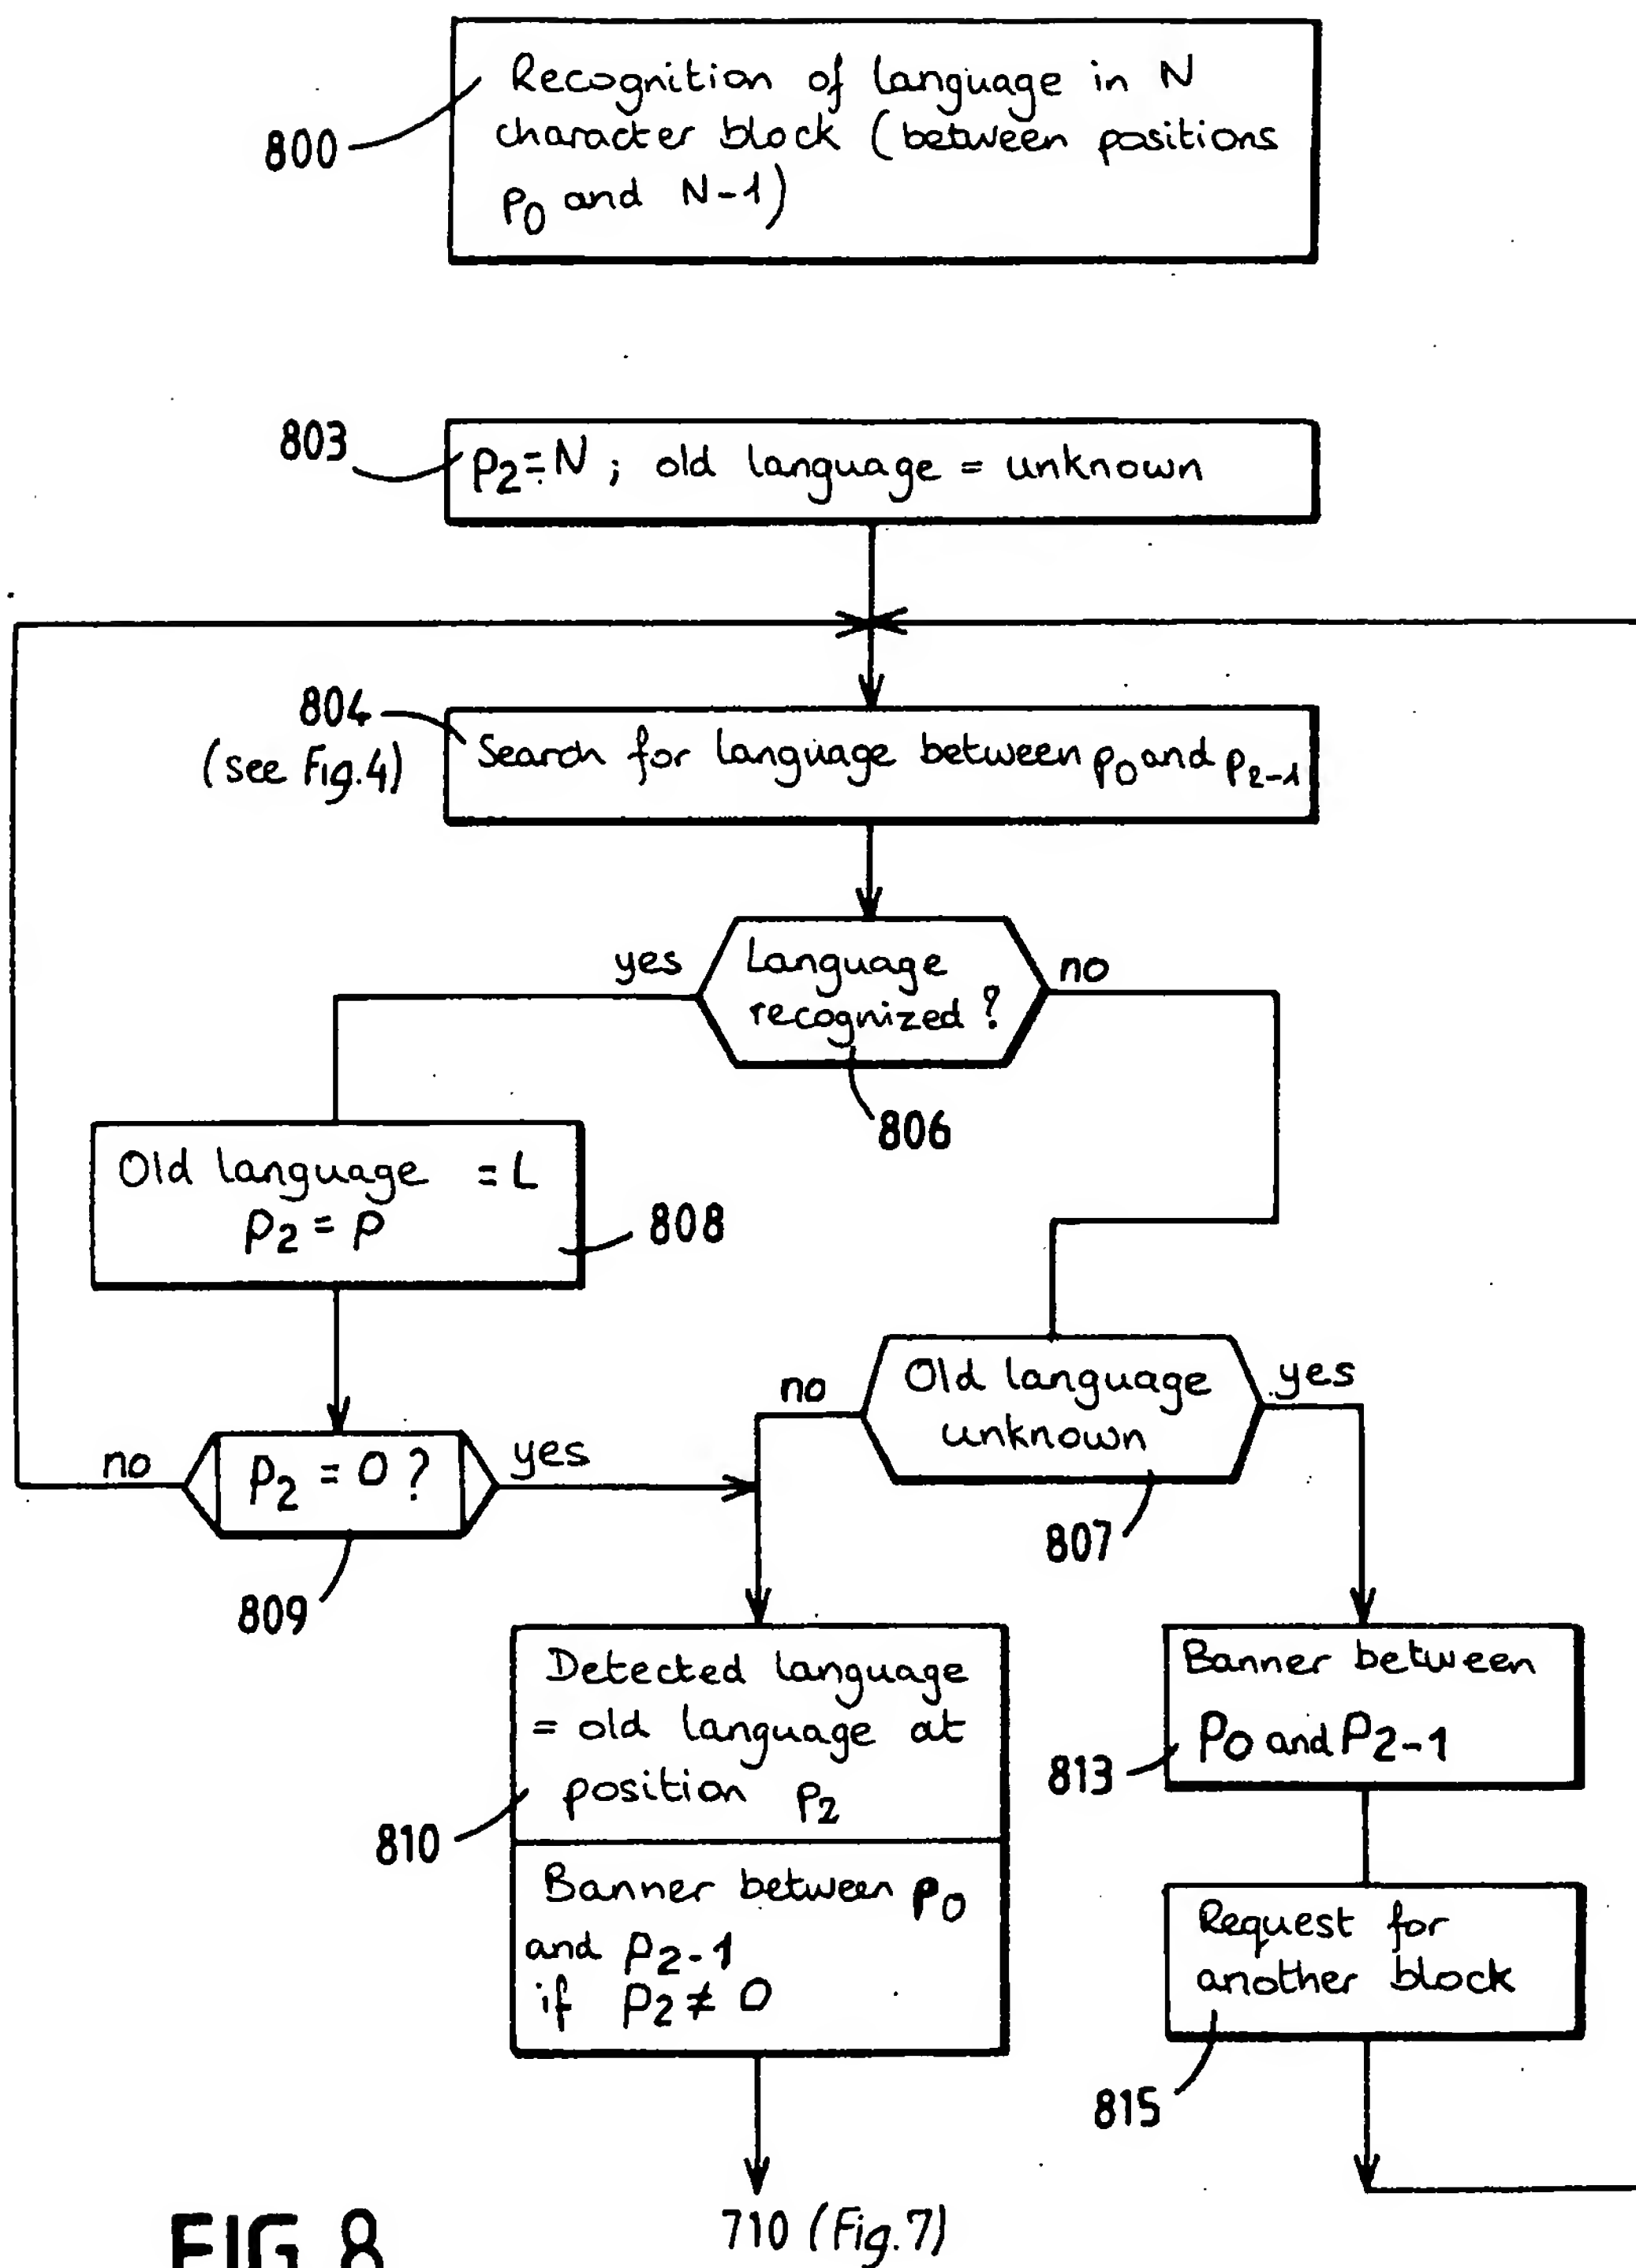 Recognition of language in N
character block (between positions
p0 and N-1)
800
803
p2=N ; old language = unknown
804
(see Fig.4)
Search for language between p0 and p2-1
yes
Language
recognized ?
no
806
Old language = L
p2 = p
808
no
p2 = 0 ?
yes
809
no
Old language
unknown
yes
807
Detected language
= old language at
position p2
810
Banner between p0
and p2-1
if p2 ≠ 0
Banner between
p0 and p2-1
813
Request for
another block
815
710 (Fig.7)
FIG. 8